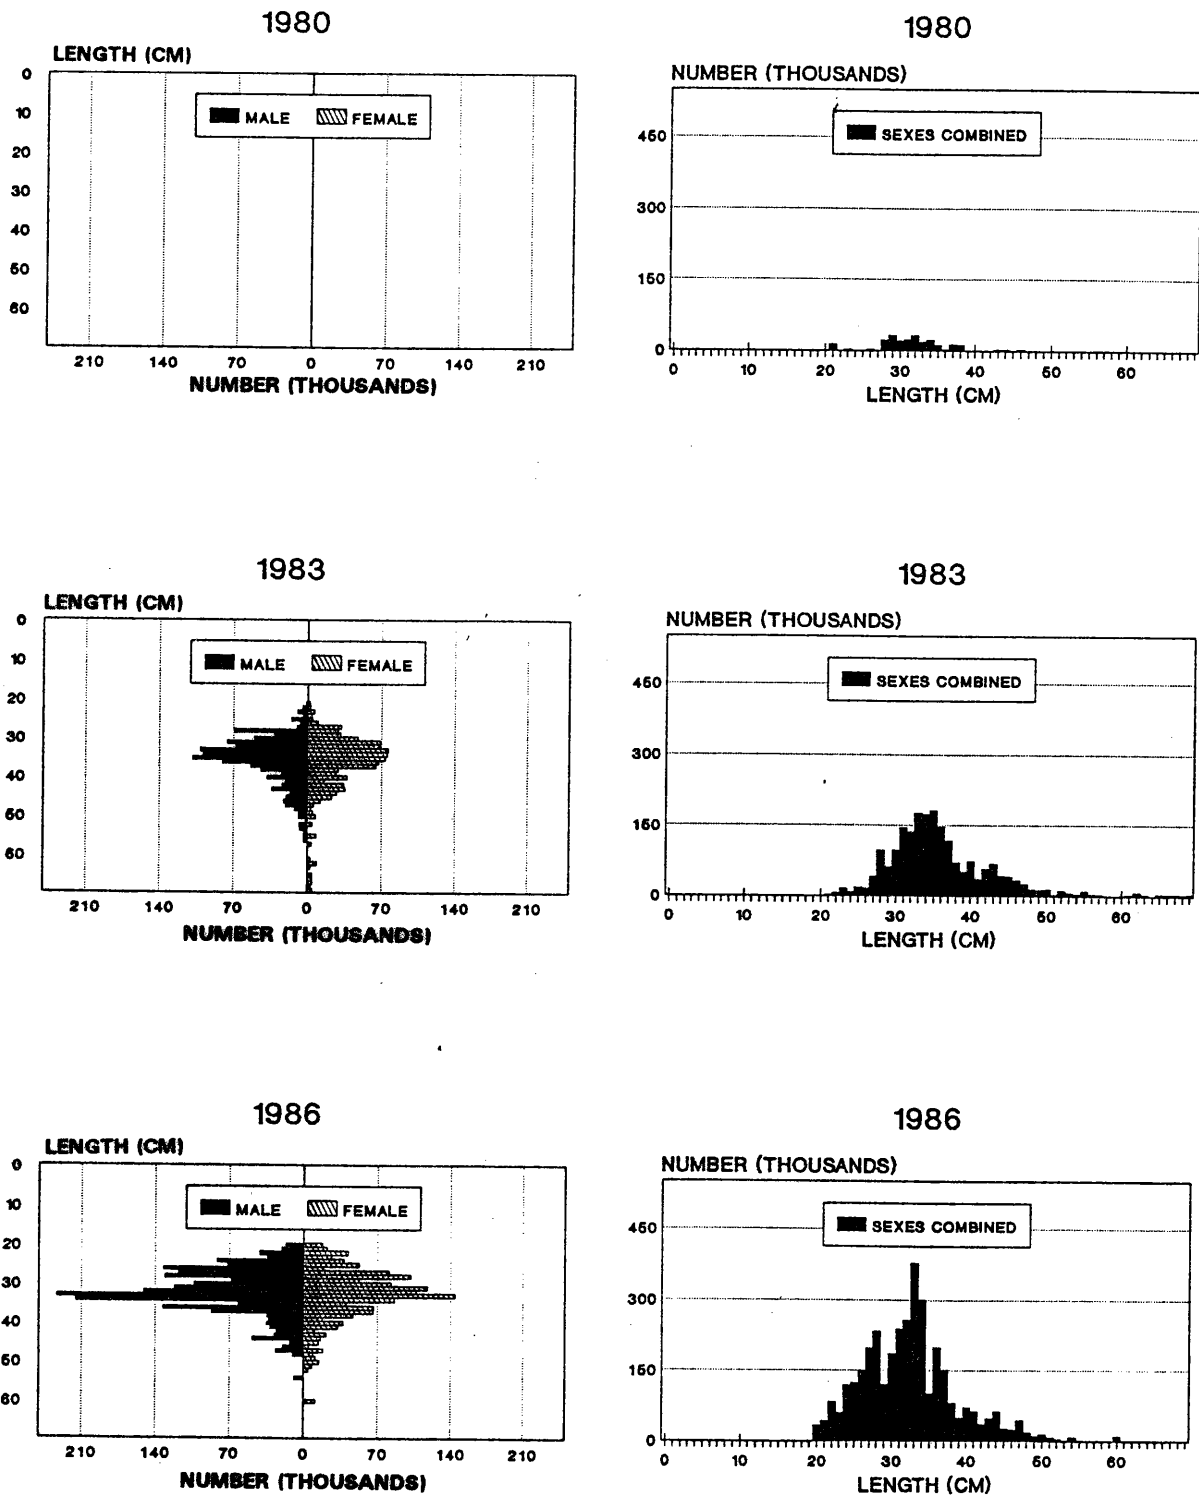 1980
LENGTH (CM)
0
10
20
30
40
50
60
MALE FEMALE
210 140 70 0 70 140 210
NUMBER (THOUSANDS)
1980
NUMBER (THOUSANDS)
450
300
150
0
SEXES COMBINED
0 10 20 30 40 50 60
LENGTH (CM)
1983
LENGTH (CM)
0
10
20
30
40
50
60
MALE FEMALE
210 140 70 0 70 140 210
NUMBER (THOUSANDS)
1983
NUMBER (THOUSANDS)
450
300
150
0
SEXES COMBINED
0 10 20 30 40 50 60
LENGTH (CM)
1986
LENGTH (CM)
0
10
20
30
40
50
60
MALE FEMALE
210 140 70 0 70 140 210
NUMBER (THOUSANDS)
1986
NUMBER (THOUSANDS)
450
300
150
0
SEXES COMBINED
0 10 20 30 40 50 60
LENGTH (CM)